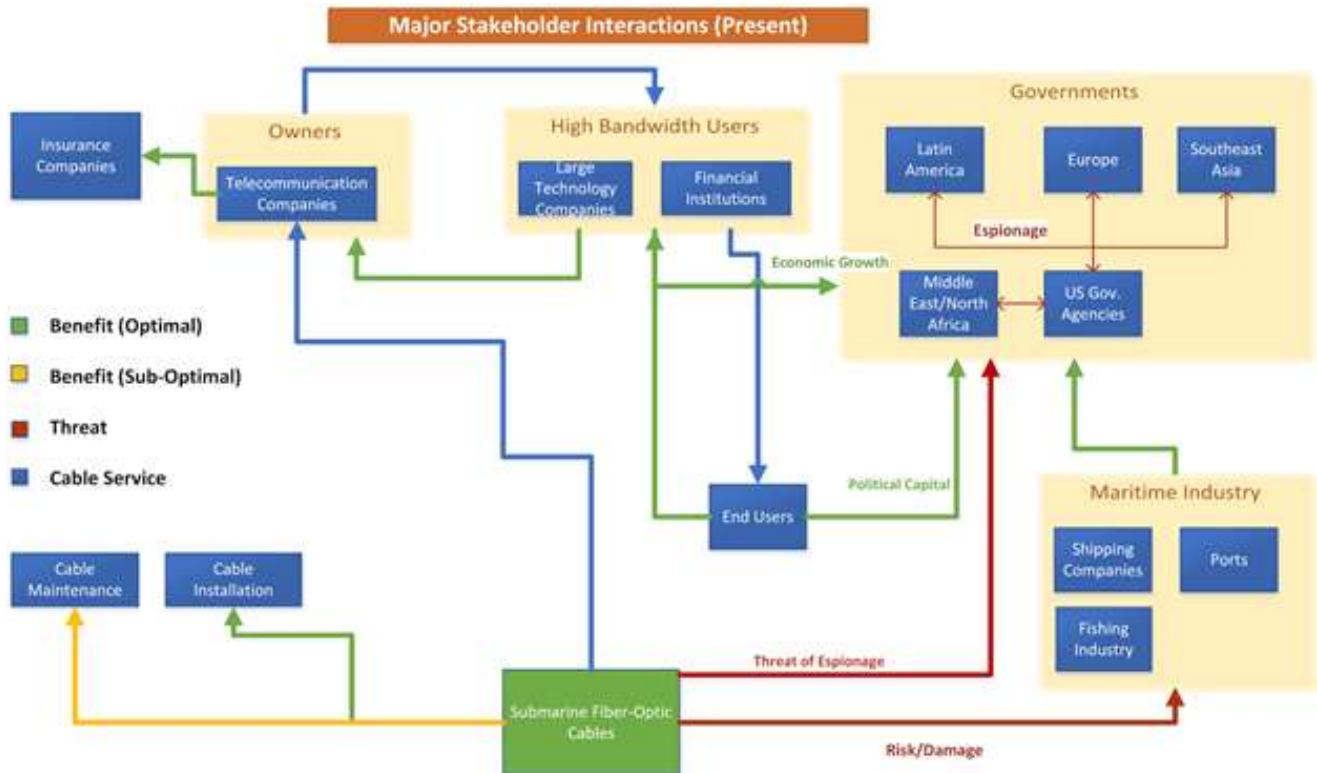 Major Stakeholder Interactions (Present)
Insurance
Companies
Owners
Telecommunication
Companies
High Bandwidth Users
Large
Technology
Companies
Financial
Institutions
Governments
Latin
America
Europe
Southeast
Asia
Espionage
Economic Growth
Middle
East/North
Africa
US Gov.
Agencies
Benefit (Optimal)
Benefit (Sub-Optimal)
Threat
Cable Service
End Users
Political Capital
Maritime Industry
Shipping
Companies
Ports
Fishing
Industry
Cable
Maintenance
Cable
Installation
Threat of Espionage
Submarine Fiber-Optic
Cables
Risk/Damage